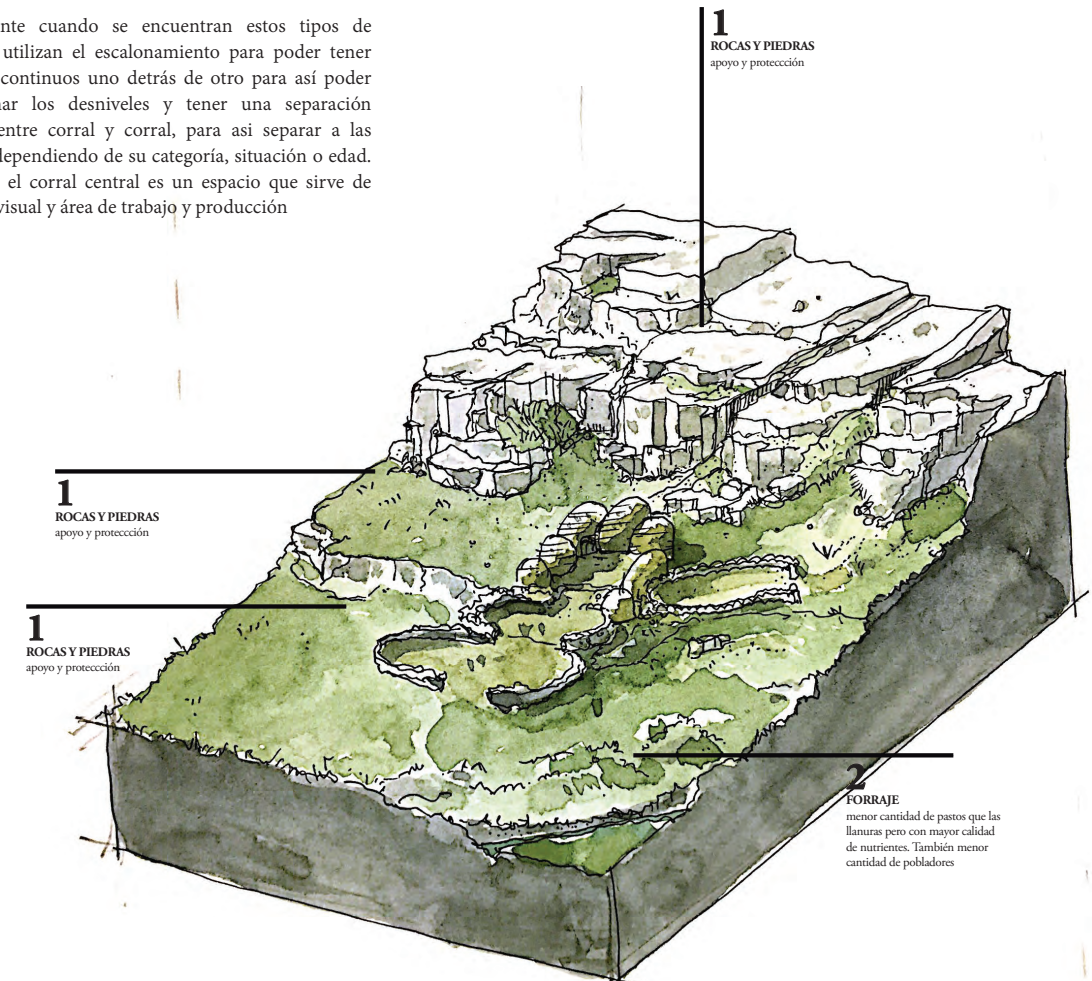 nte cuando se encuentran estos tipos de
utilizan el escalonamiento para poder tener
continuos uno detrás de otro para así poder
ar los desniveles y tener una separación
entre corral y corral, para asi separar a las
dependiendo de su categoría, situación o edad.
el corral central es un espacio que sirve de
visual y área de trabajo y producción
1
ROCAS Y PIEDRAS
apoyo y proteccción
1
ROCAS Y PIEDRAS
apoyo y proteccción
1
ROCAS Y PIEDRAS
apoyo y proteccción
2
FORRAJE
menor cantidad de pastos que las
llanuras pero con mayor calidad
de nutrientes. También menor
cantidad de pobladores